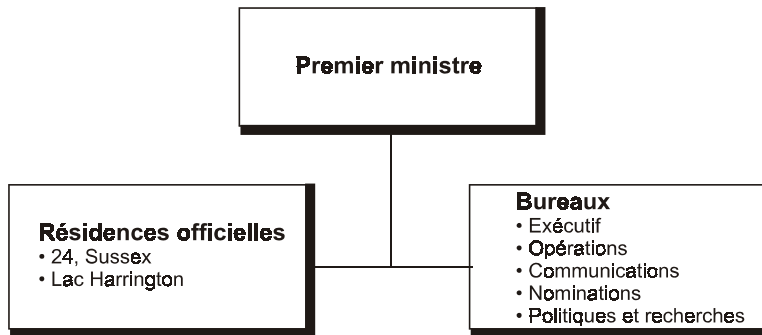 Premier ministre
Résidences officielles
• 24, Sussex
• Lac Harrington
Bureaux
• Exécutif
• Opérations
• Communications
• Nominations
• Politiques et recherches